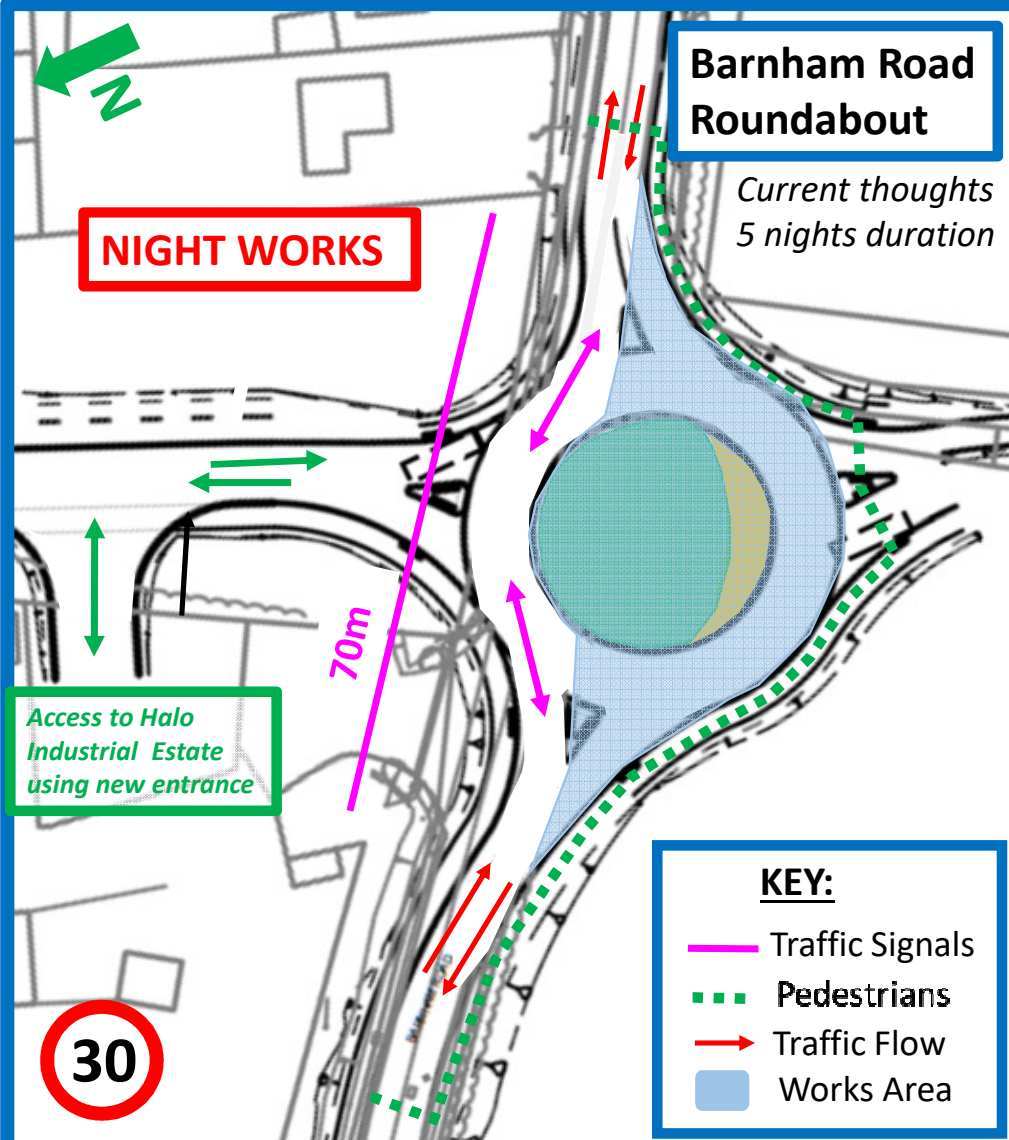 N
Barnham Road
Roundabout
Current thoughts
5 nights duration
NIGHT WORKS
70m
Access to Halo
Industrial Estate
using new entrance
30
KEY:
Traffic Signals
Pedestrians
Traffic Flow
Works Area